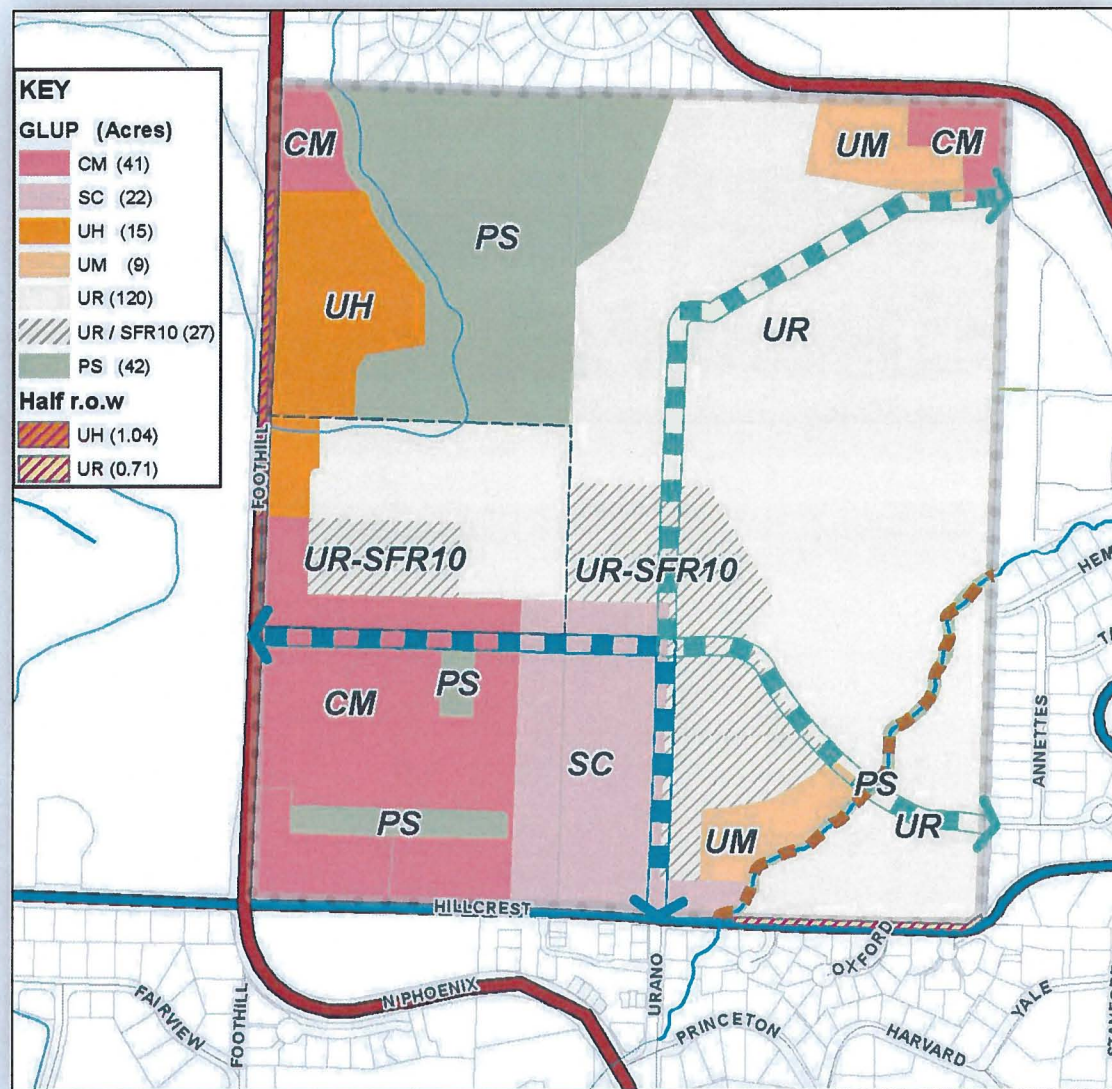 KEY
GLUP (Acres)
CM (41)
SC (22)
UH (15)
UM (9)
UR (120)
UR / SFR10 (27)
PS (42)
Half r.o.w
UH (1.04)
UR (0.71)
CM
UM
CM
PS
UH
UR
FOOTHILL
UR-SFR10
UR-SFR10
CM
PS
SC
PS
PS
UM
UR
ANNETTES
HILLCREST
OXFORD
FAIRVIEW
FOOTHILL
N PHOENIX
URANO
PRINCETON
HARVARD
YALE